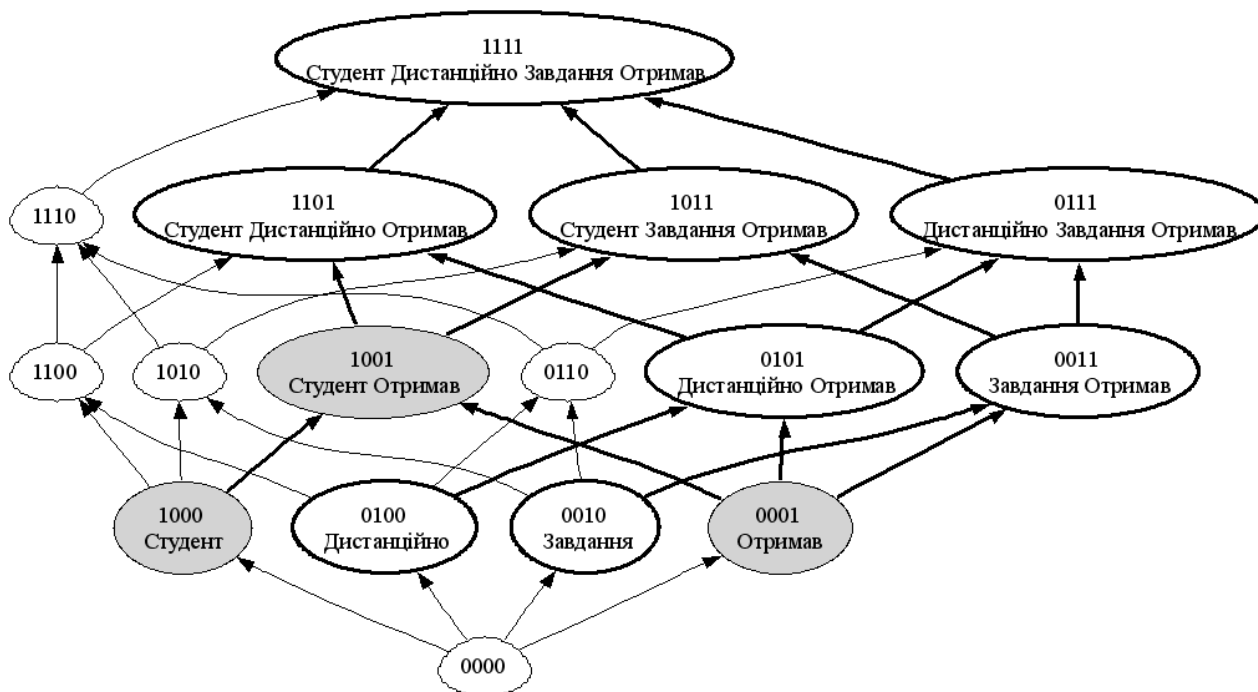 1111
Студент Дистанційно Завдання Отримав
1110
1101
Студент Дистанційно Отримав
1011
Студент Завдання Отримав
0111
Дистанційно Завдання Отримав
1100
1010
1001
Студент Отримав
0110
0101
Дистанційно Отримав
0011
Завдання Отримав
1000
Студент
0100
Дистанційно
0010
Завдання
0001
Отримав
0000